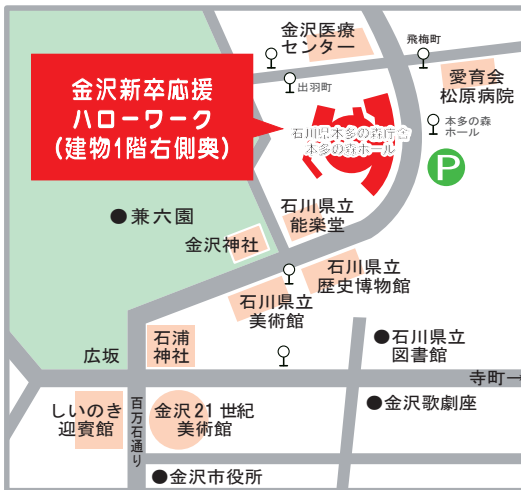 金沢医療
センター
飛梅町
出羽町
愛育会
松原病院
金沢新卒応援
ハローワーク
(建物1階右側奥)
石川県本多の森庁舎
本多の森ホール
本多の森
ホール
P
●兼六園
石川県立
能楽堂
金沢神社
石川県立
歴史博物館
石川県立
美術館
石浦
神社
広坂
●石川県立
図書館
寺町→
しいのき
迎賓館
百万石通り
金沢21世紀
美術館
●金沢歌劇座
●金沢市役所